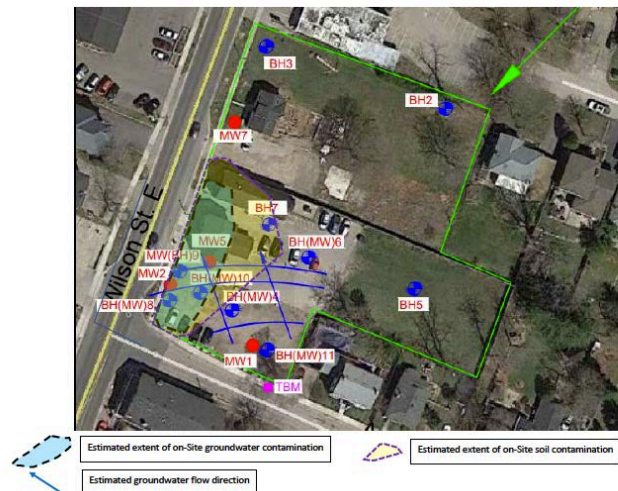 BH3
BH2
MW7
Wilson St. E
BH7
MW5
BH(MW)6
MW(BH)9
MW2
BH(MW)10
BH(MW)8
BH(MW)4
BH5
MW1
BH(MW)11
TBM
Estimated extent of on-Site groundwater contamination
Estimated extent of on-Site soil contamination
Estimated groundwater flow direction